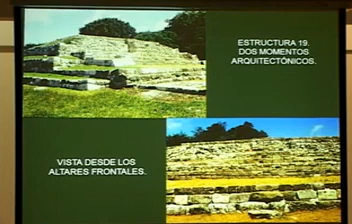 ESTRUCTURA 19.
DOS MOMENTOS
ARQUITECTÓNICOS.
VISTA DESDE LOS
ALTARES FRONTALES.